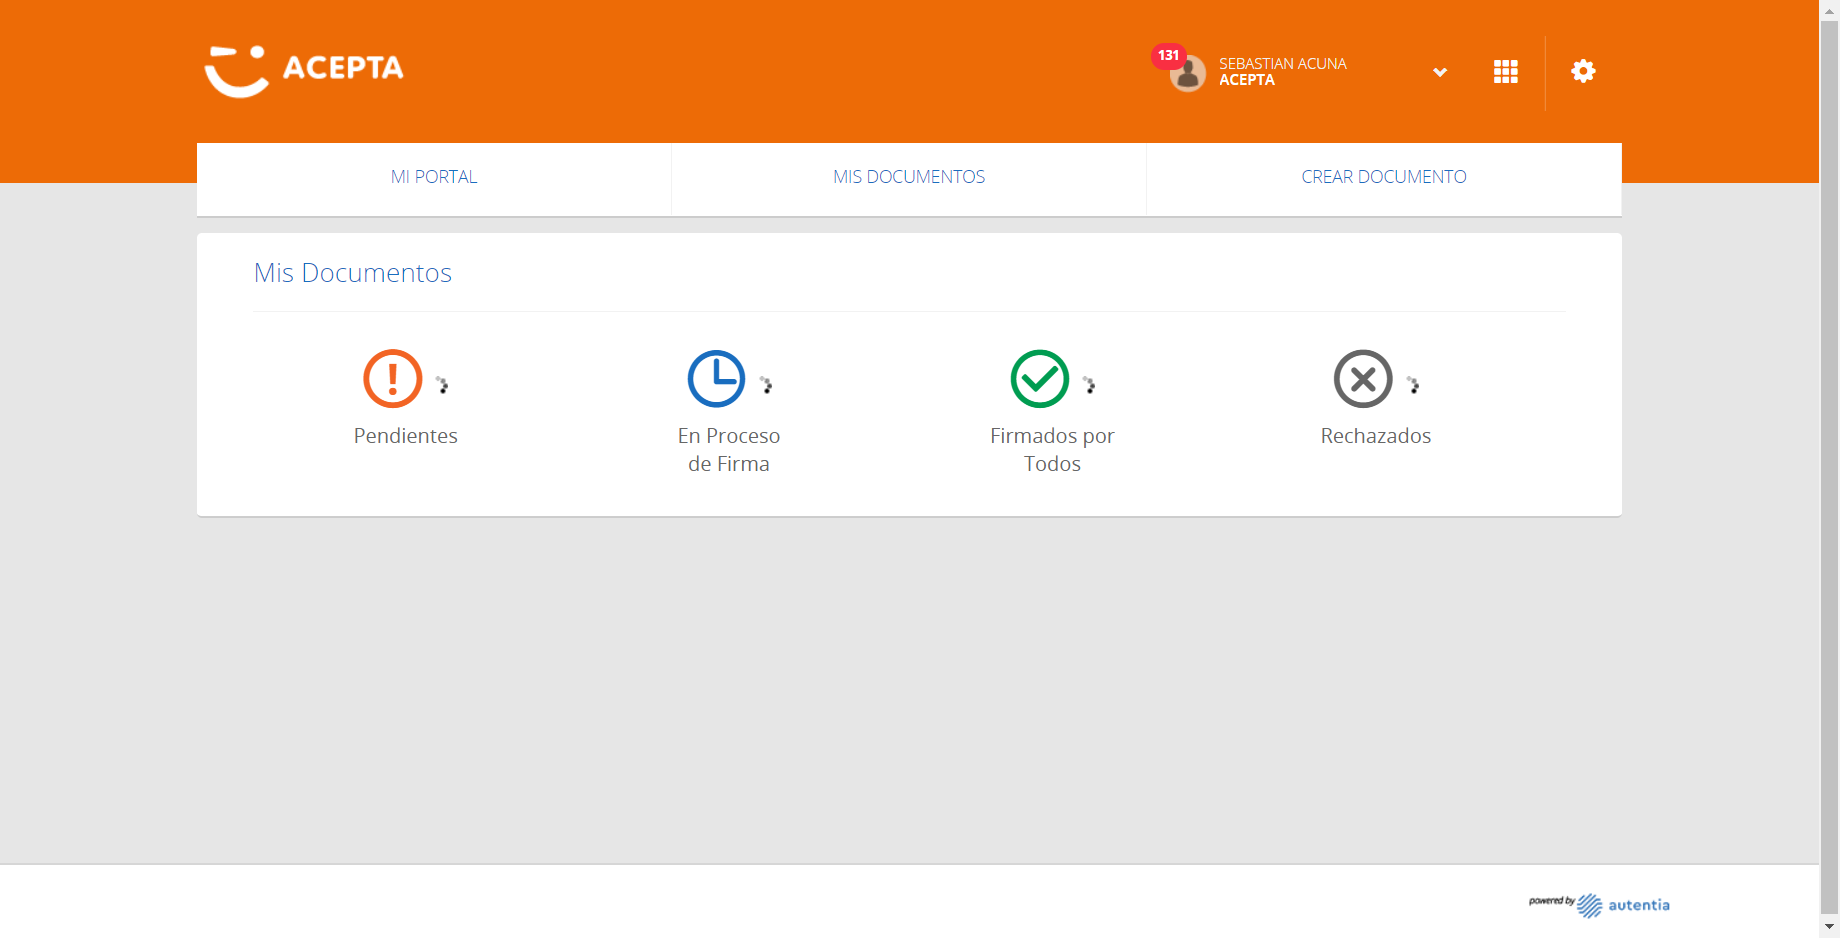 ACEPTA
131
SEBASTIAN ACUNA
ACEPTA
MI PORTAL
MIS DOCUMENTOS
CREAR DOCUMENTO
Mis Documentos
Pendientes
En Proceso
de Firma
Firmados por
Todos
Rechazados
powered by autentia